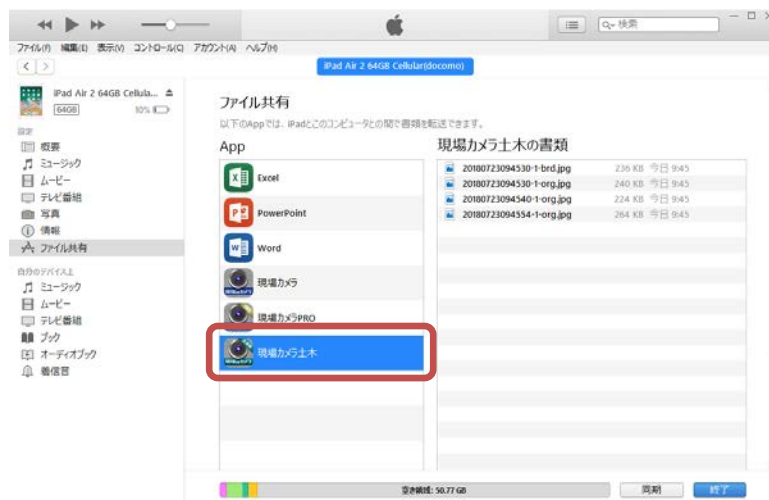 検索
ファイル(F) 編集(E) 表示(V) コントロール(C) アカウント(A) ヘルプ(H)
iPad Air 2 64GB Cellular(docomo)
iPad Air 2 64GB Cellula...
64GB 10%
設定
概要
ミュージック
ムービー
テレビ番組
写真
情報
ファイル共有
自分のデバイス上
ミュージック
ムービー
テレビ番組
ブック
オーディオブック
着信音
ファイル共有
以下のAppでは、iPadとこのコンピュータとの間で書類を転送できます。
App
Excel
PowerPoint
Word
現場カメラ
現場カメラPRO
現場カメラ土木
現場カメラ土木の書類
20180723094530-1-brd.jpg 236 KB 今日 9:45
20180723094530-1-org.jpg 240 KB 今日 9:45
20180723094540-1-org.jpg 224 KB 今日 9:45
20180723094554-1-org.jpg 264 KB 今日 9:45
空き領域: 50.77 GB
同期 終了